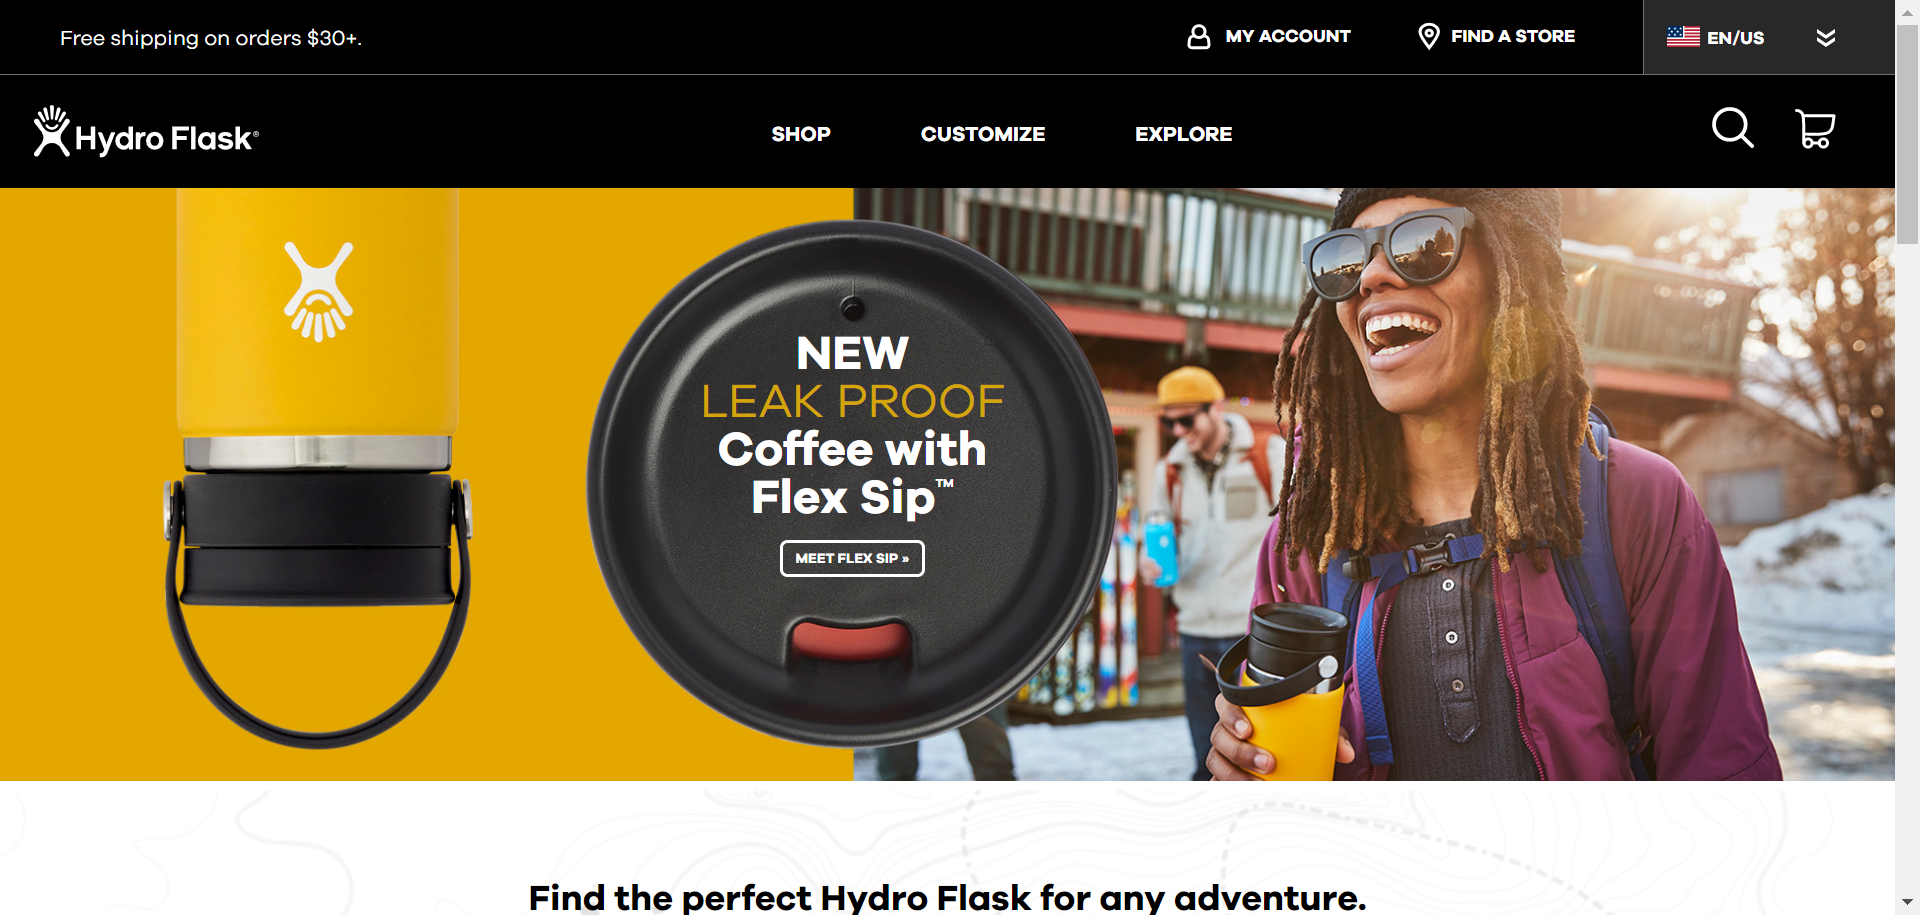 Free shipping on orders $30+.
MY ACCOUNT
FIND A STORE
EN/US
Hydro Flask®
SHOP
CUSTOMIZE
EXPLORE
NEW
LEAK PROOF
Coffee with
Flex Sip™
MEET FLEX SIP »
Find the perfect Hydro Flask for any adventure.